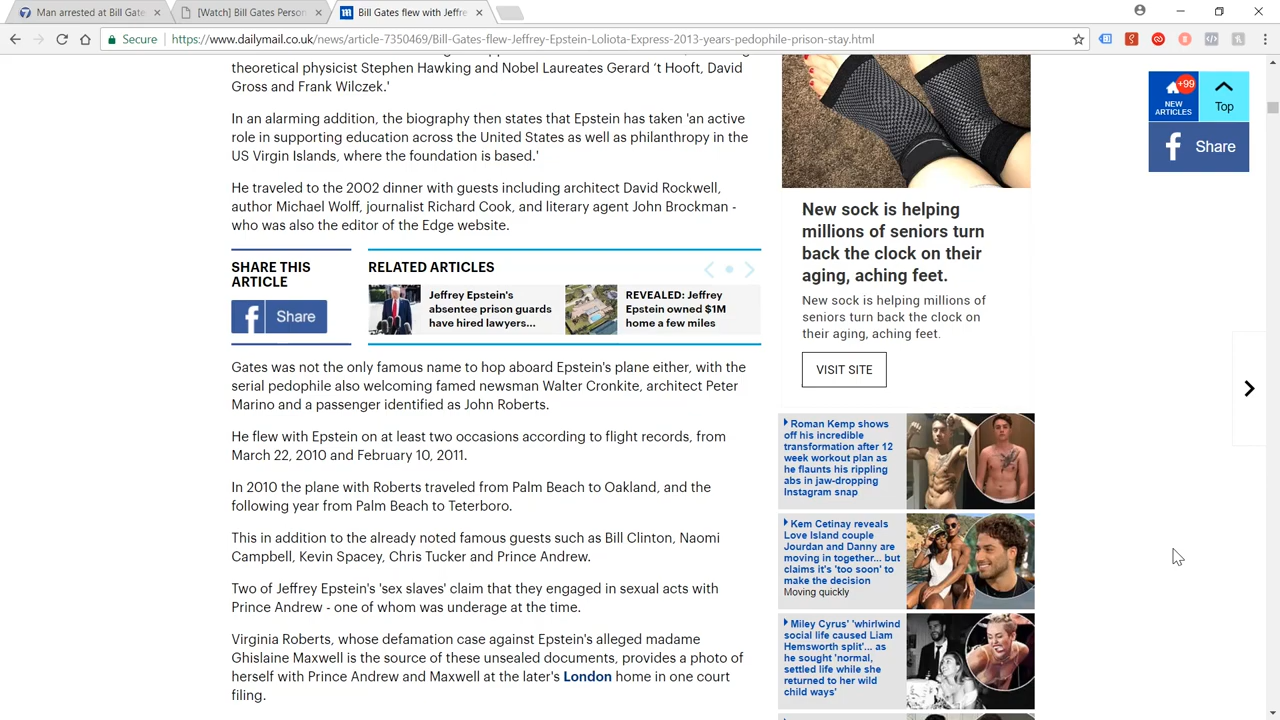 Man arrested at Bill Gate
[Watch] Bill Gates Person
Bill Gates flew with Jeffre
Secure
https://www.dailymail.co.uk/news/article-7350469/Bill-Gates-flew-Jeffrey-Epstein-Loliota-Express-2013-years-pedophile-prison-stay.html
theoretical physicist Stephen Hawking and Nobel Laureates Gerard 't Hooft, David
Gross and Frank Wilczek.'
In an alarming addition, the biography then states that Epstein has taken 'an active
role in supporting education across the United States as well as philanthropy in the
US Virgin Islands, where the foundation is based.'
He traveled to the 2002 dinner with guests including architect David Rockwell,
author Michael Wolff, journalist Richard Cook, and literary agent John Brockman -
who was also the editor of the Edge website.
SHARE THIS
ARTICLE
Share
RELATED ARTICLES
Jeffrey Epstein's
absentee prison guards
have hired lawyers...
REVEALED: Jeffrey
Epstein owned $1M
home a few miles
Gates was not the only famous name to hop aboard Epstein's plane either, with the
serial pedophile also welcoming famed newsman Walter Cronkite, architect Peter
Marino and a passenger identified as John Roberts.
He flew with Epstein on at least two occasions according to flight records, from
March 22, 2010 and February 10, 2011.
In 2010 the plane with Roberts traveled from Palm Beach to Oakland, and the
following year from Palm Beach to Teterboro.
This in addition to the already noted famous guests such as Bill Clinton, Naomi
Campbell, Kevin Spacey, Chris Tucker and Prince Andrew.
Two of Jeffrey Epstein's 'sex slaves' claim that they engaged in sexual acts with
Prince Andrew - one of whom was underage at the time.
Virginia Roberts, whose defamation case against Epstein's alleged madame
Ghislaine Maxwell is the source of these unsealed documents, provides a photo of
herself with Prince Andrew and Maxwell at the later's London home in one court
filing.
New sock is helping
millions of seniors turn
back the clock on their
aging, aching feet.
New sock is helping millions of
seniors turn back the clock on
their aging, aching feet.
VISIT SITE
Roman Kemp shows
off his incredible
transformation after 12
week workout plan as
he flaunts his rippling
abs in jaw-dropping
Instagram snap
Kem Cetinay reveals
Love Island couple
Jourdan and Danny are
moving in together... but
claims it's 'too soon' to
make the decision
Moving quickly
Miley Cyrus' 'whirlwind
social life caused Liam
Hemsworth split'... as
he sought 'normal,
settled life while she
returned to her wild
child ways'
+99
NEW
ARTICLES
Top
Share